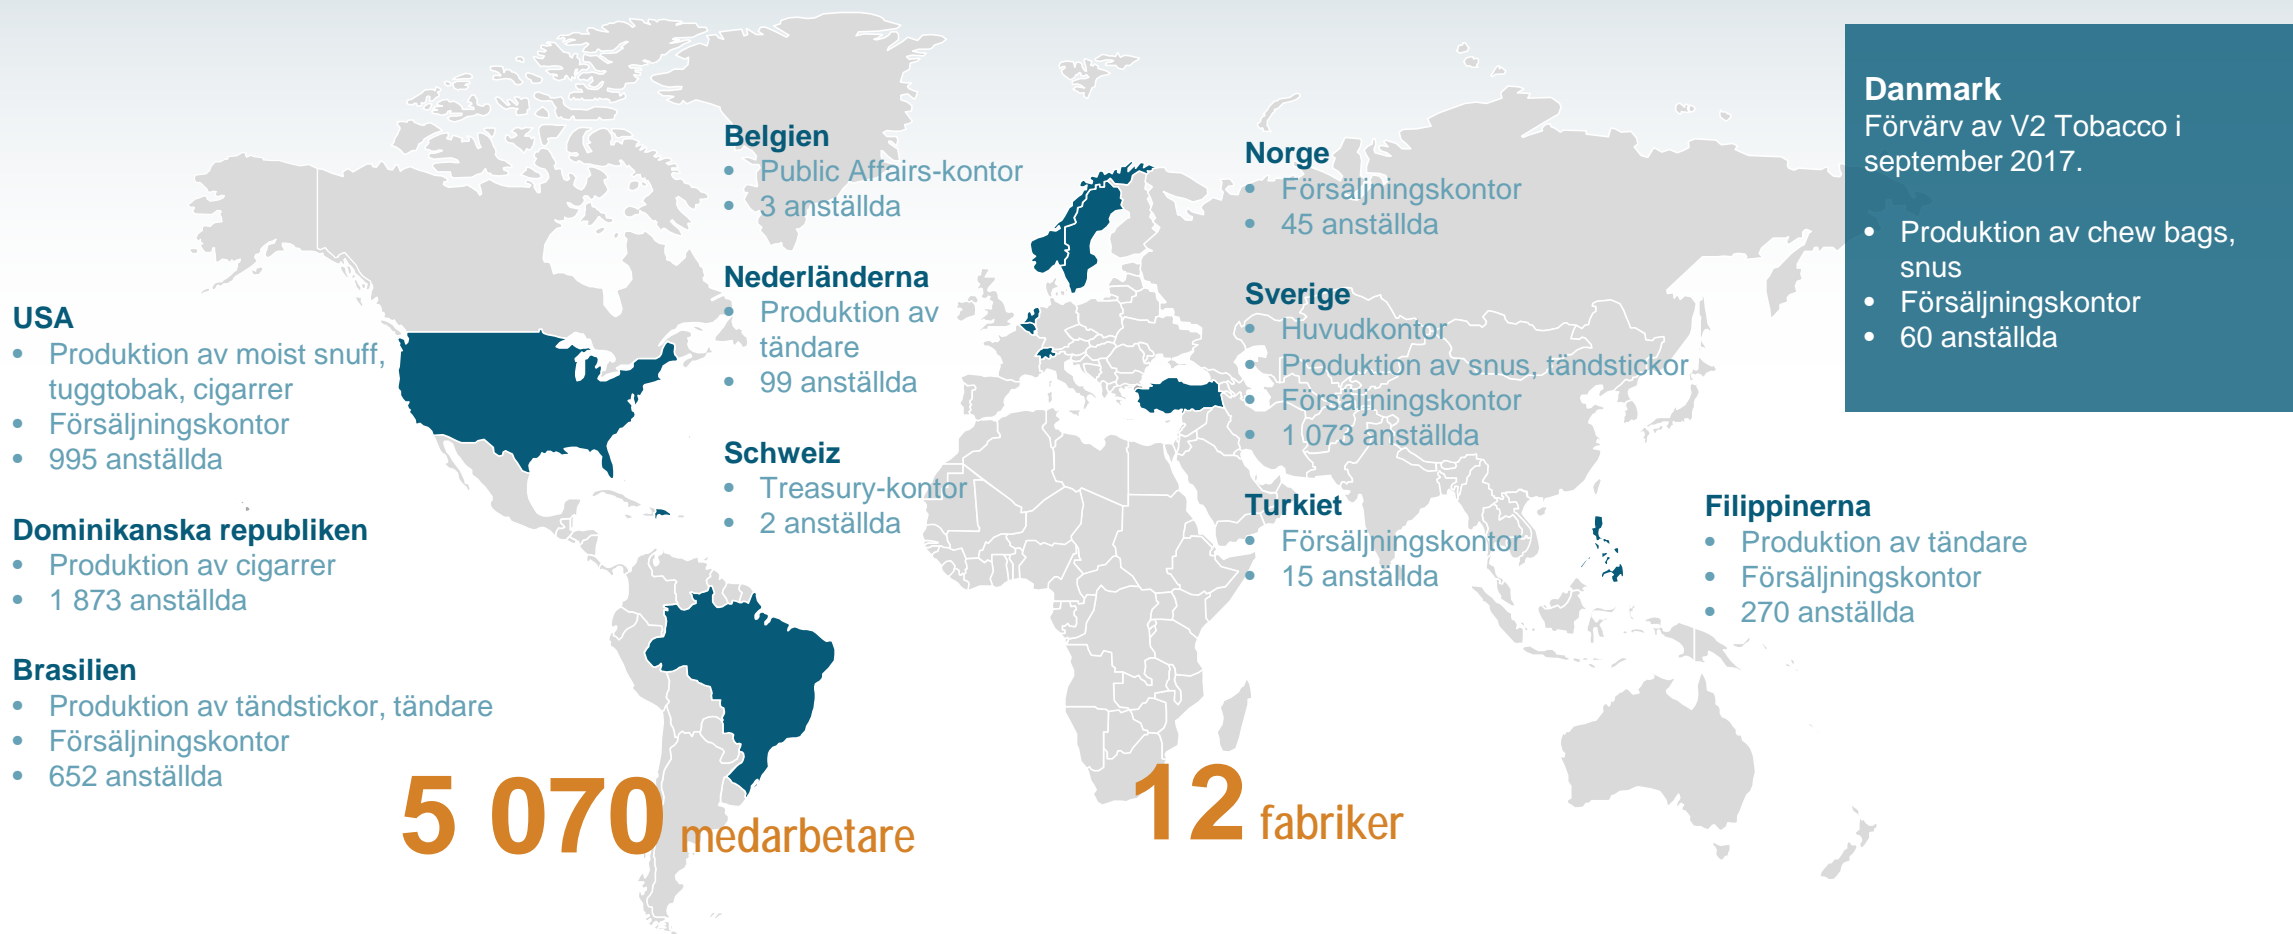 USA
• Produktion av moist snuff,
tuggtobak, cigarrer
• Försäljningskontor
• 995 anställda
Dominikanska republiken
• Produktion av cigarrer
• 1 873 anställda
Brasilien
• Produktion av tändstickor, tändare
• Försäljningskontor
• 652 anställda
Belgien
• Public Affairs-kontor
• 3 anställda
Nederländerna
• Produktion av
tändare
• 99 anställda
Schweiz
• Treasury-kontor
• 2 anställda
Norge
• Försäljningskontor
• 45 anställda
Sverige
• Huvudkontor
• Produktion av snus, tändstickor
• Försäljningskontor
• 1 073 anställda
Turkiet
• Försäljningskontor
• 15 anställda
Filippinerna
• Produktion av tändare
• Försäljningskontor
• 270 anställda
Danmark
Förvärv av V2 Tobacco i
september 2017.
• Produktion av chew bags,
snus
• Försäljningskontor
• 60 anställda
5 070 medarbetare
12 fabriker